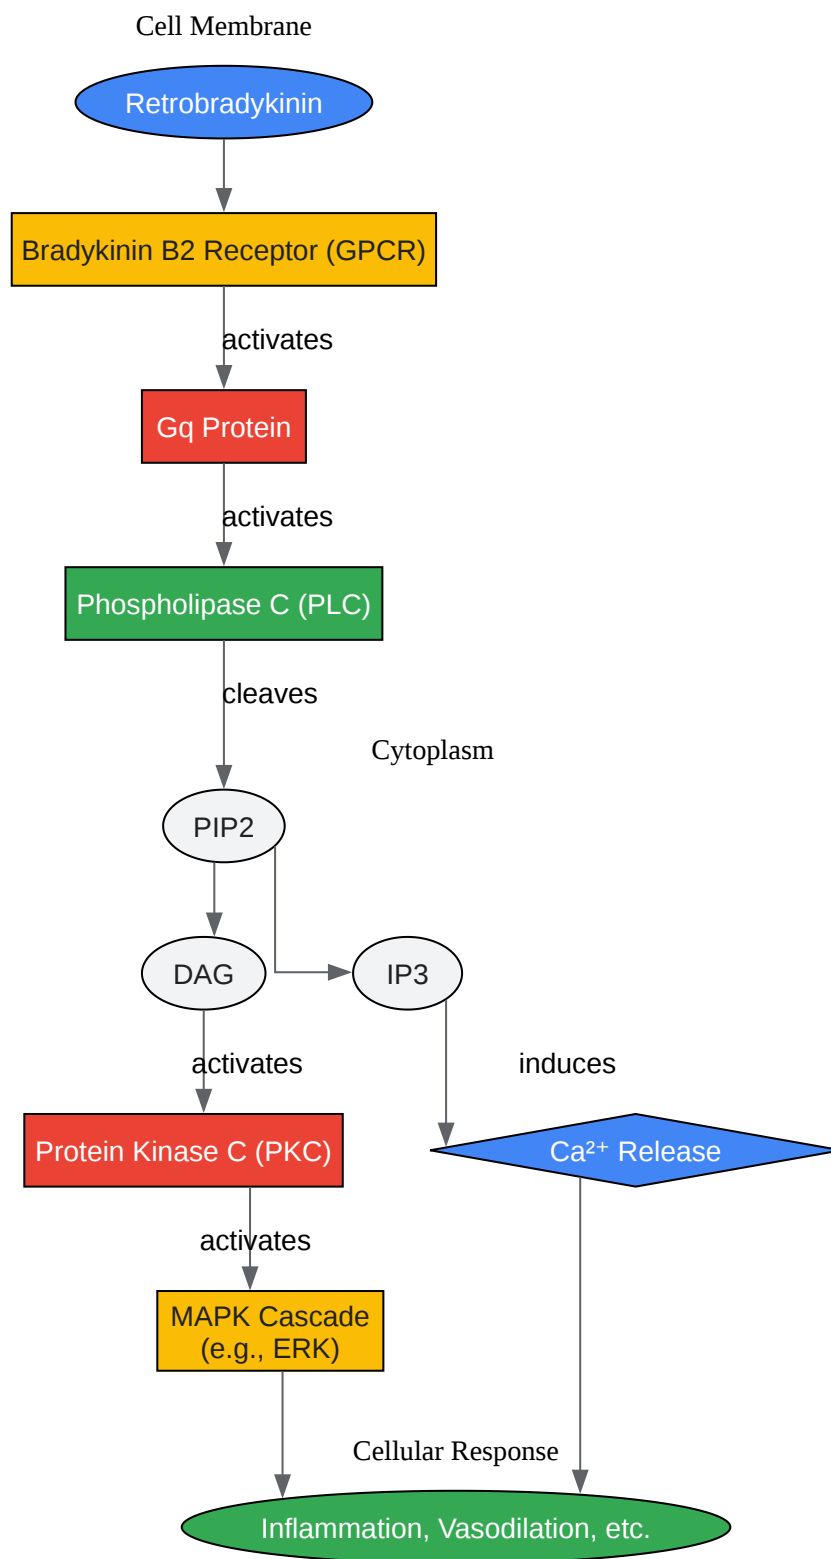 Cell Membrane
Retrobradykinin
Bradykinin B2 Receptor (GPCR)
activates
Gq Protein
activates
Phospholipase C (PLC)
cleaves
Cytoplasm
PIP2
DAG
IP3
activates
induces
Protein Kinase C (PKC)
Ca²⁺ Release
activates
MAPK Cascade
(e.g., ERK)
Cellular Response
Inflammation, Vasodilation, etc.